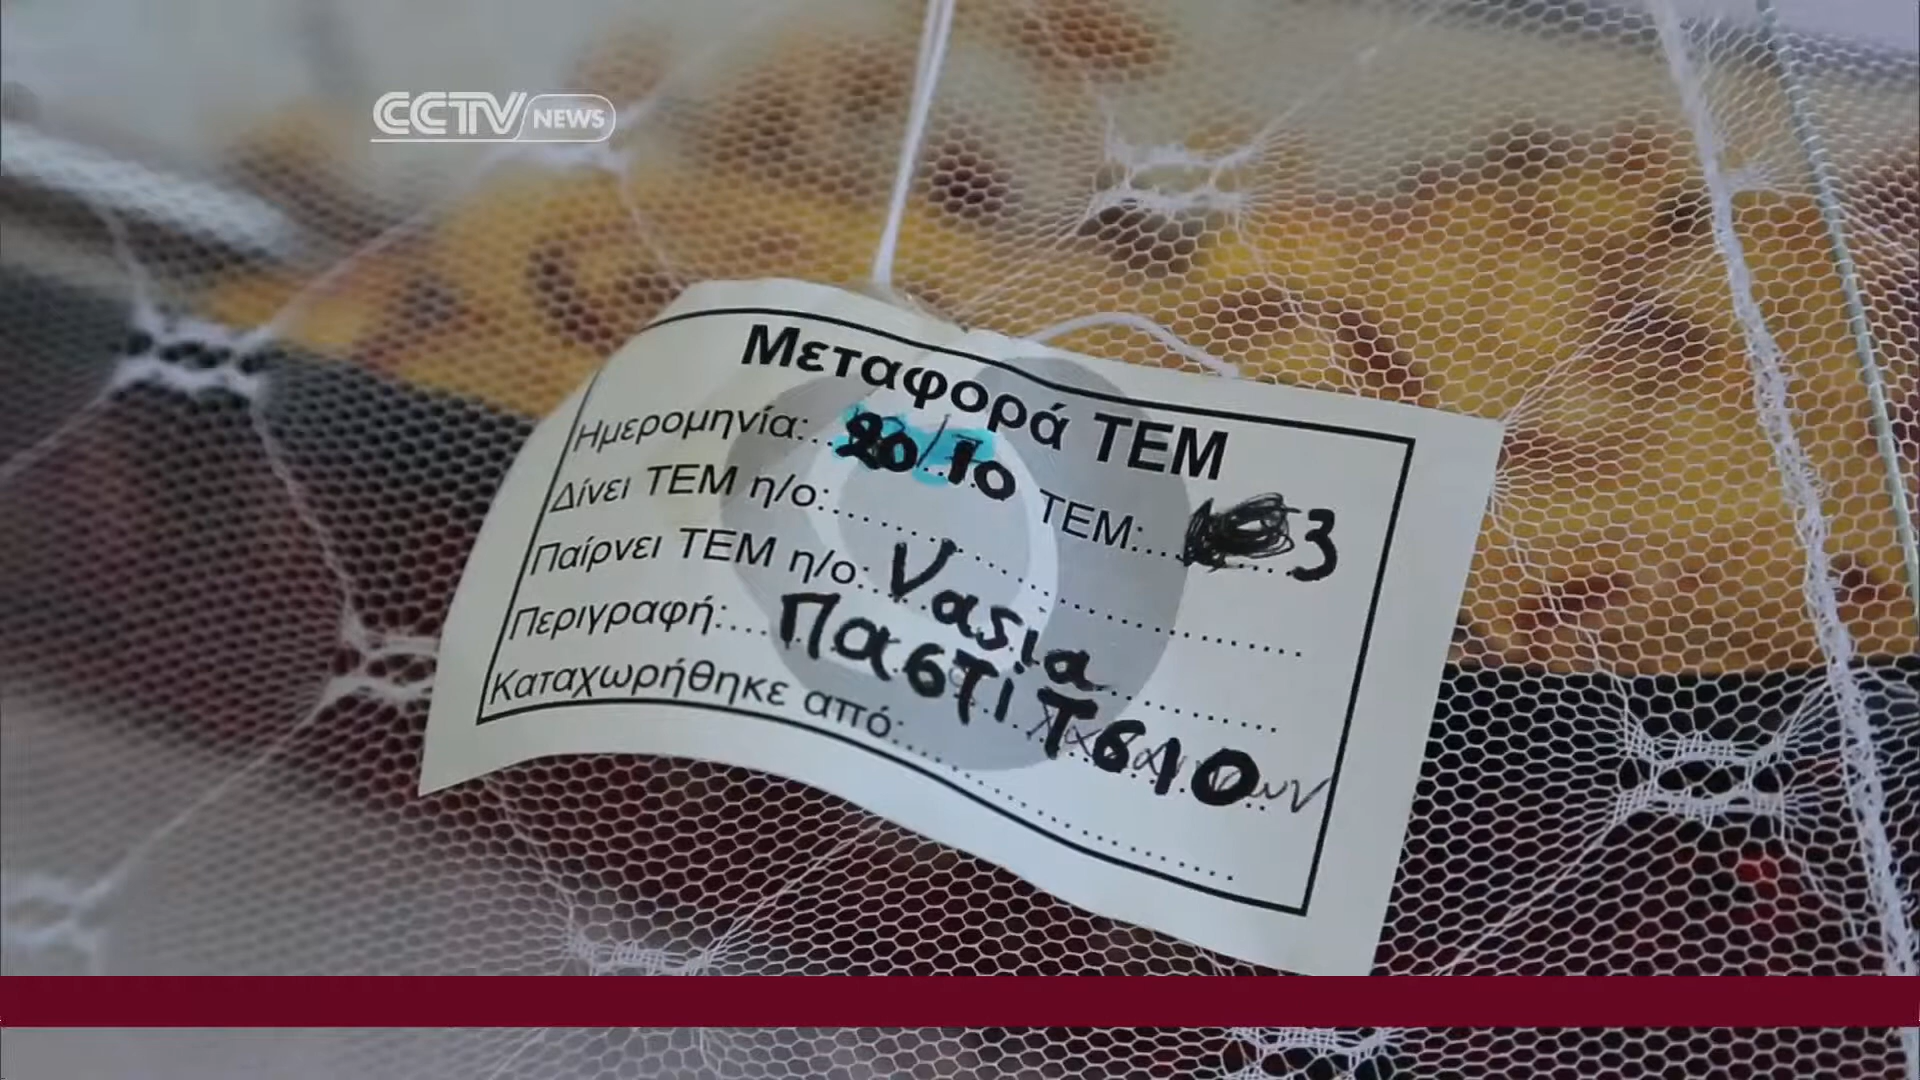 CCTV NEWS
Μεταφορά ΤΕΜ
Ημερομηνία: 20/10 ΤΕΜ: 3
Δίνει ΤΕΜ η/ο:
Παίρνει ΤΕΜ η/ο: Vasia
Περιγραφή: Παστίτσιο
Καταχωρήθηκε από: